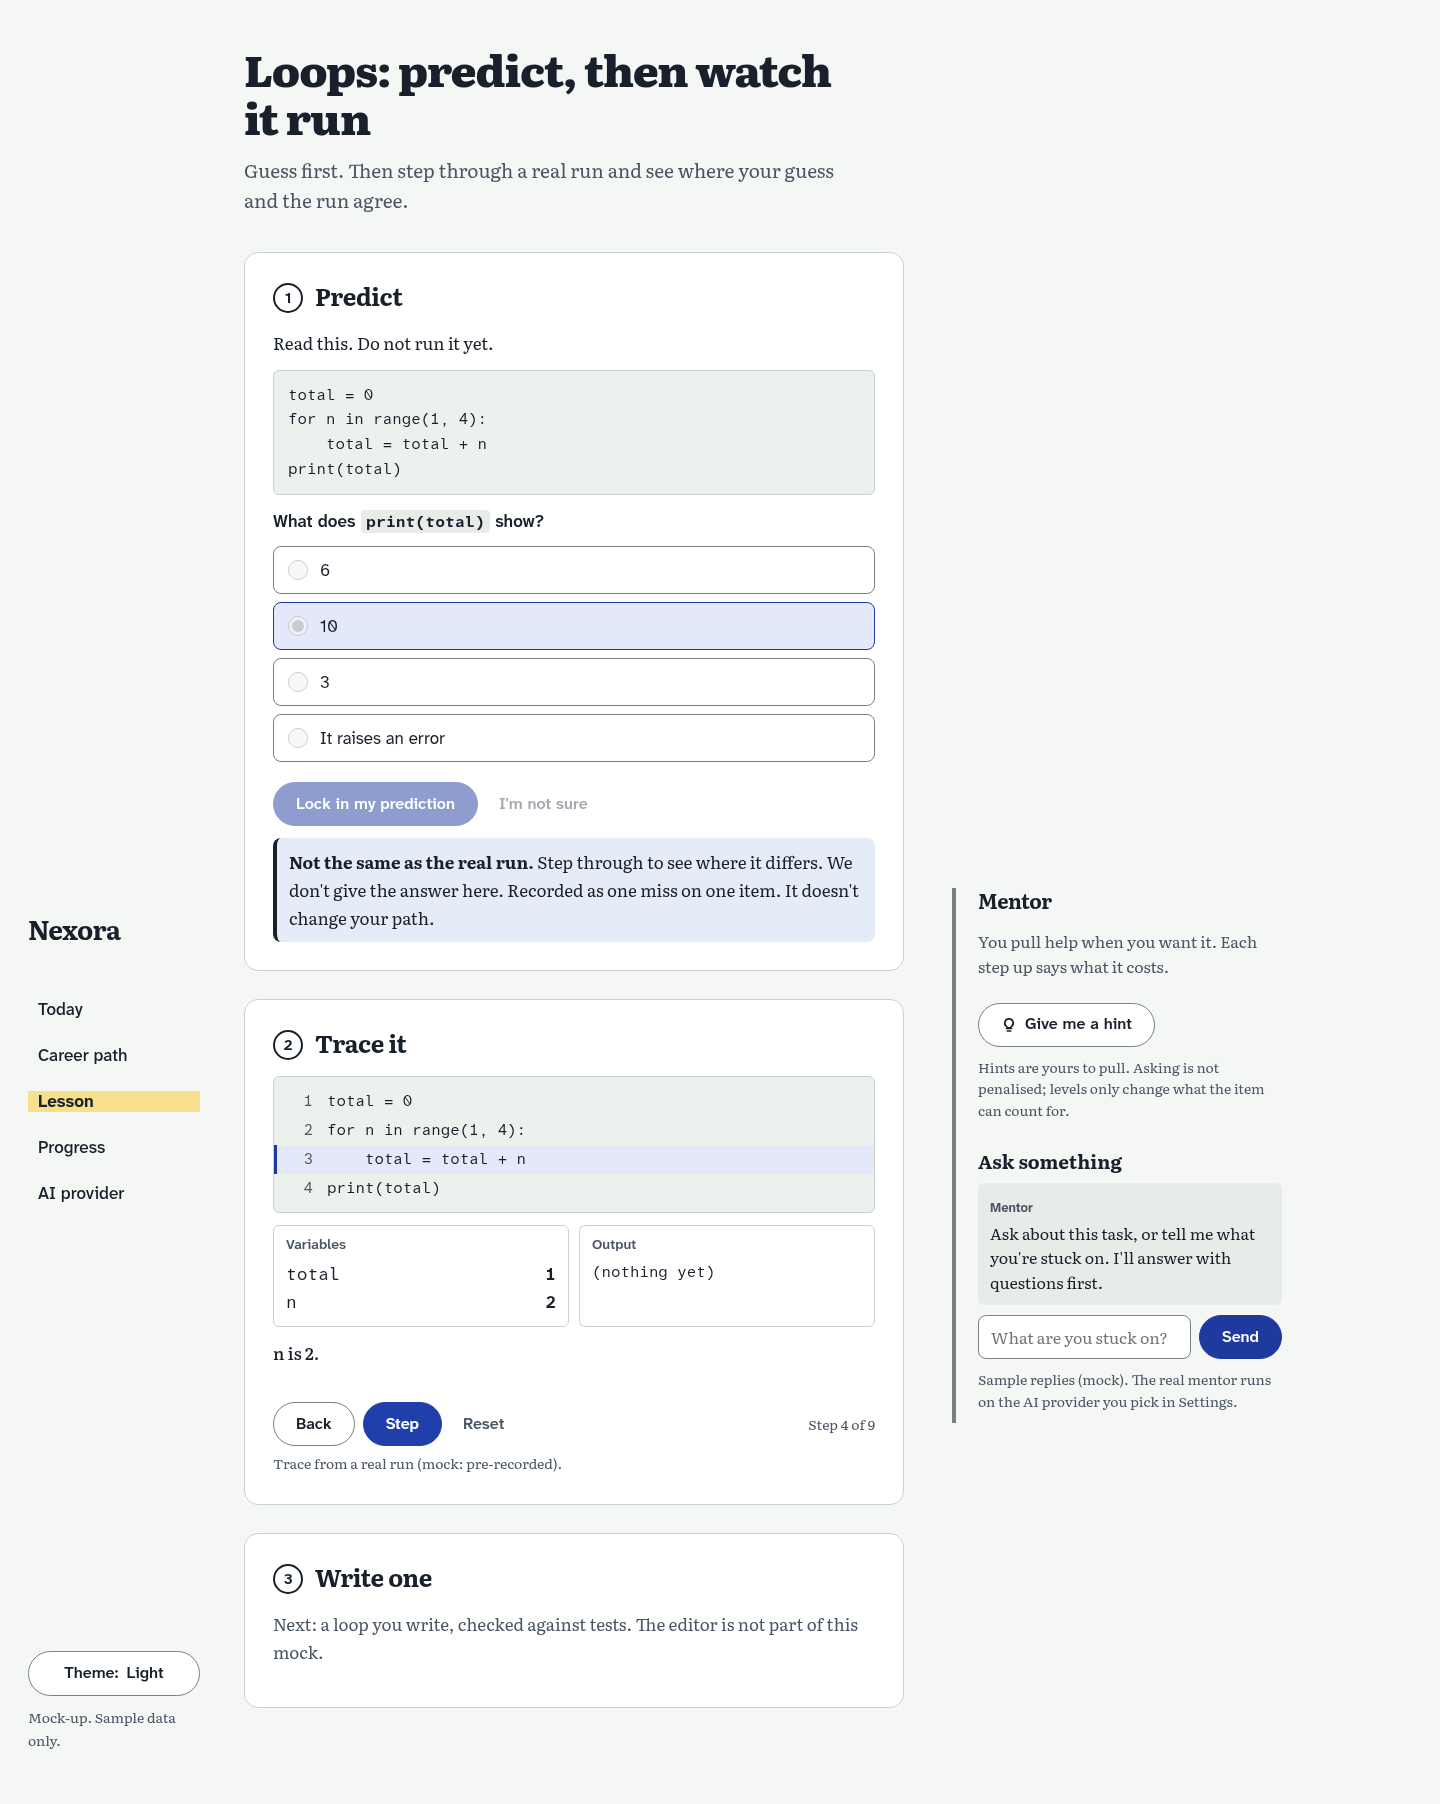 Loops: predict, then watch
it run
Guess first. Then step through a real run and see where your guess
and the run agree.
1 Predict
Read this. Do not run it yet.
total = 0
for n in range(1, 4):
    total = total + n
print(total)
What does print(total) show?
6
10
3
It raises an error
Lock in my prediction I'm not sure
Not the same as the real run. Step through to see where it differs. We
don't give the answer here. Recorded as one miss on one item. It doesn't
change your path.
2 Trace it
1 total = 0
2 for n in range(1, 4):
3     total = total + n
4 print(total)
Variables
total 1
n 2
Output
(nothing yet)
n is 2.
Back Step Reset Step 4 of 9
Trace from a real run (mock: pre-recorded).
3 Write one
Next: a loop you write, checked against tests. The editor is not part of this
mock.
Nexora
Today
Career path
Lesson
Progress
AI provider
Theme: Light
Mock-up. Sample data
only.
Mentor
You pull help when you want it. Each
step up says what it costs.
Give me a hint
Hints are yours to pull. Asking is not
penalised; levels only change what the item
can count for.
Ask something
Mentor
Ask about this task, or tell me what
you're stuck on. I'll answer with
questions first.
What are you stuck on? Send
Sample replies (mock). The real mentor runs
on the AI provider you pick in Settings.